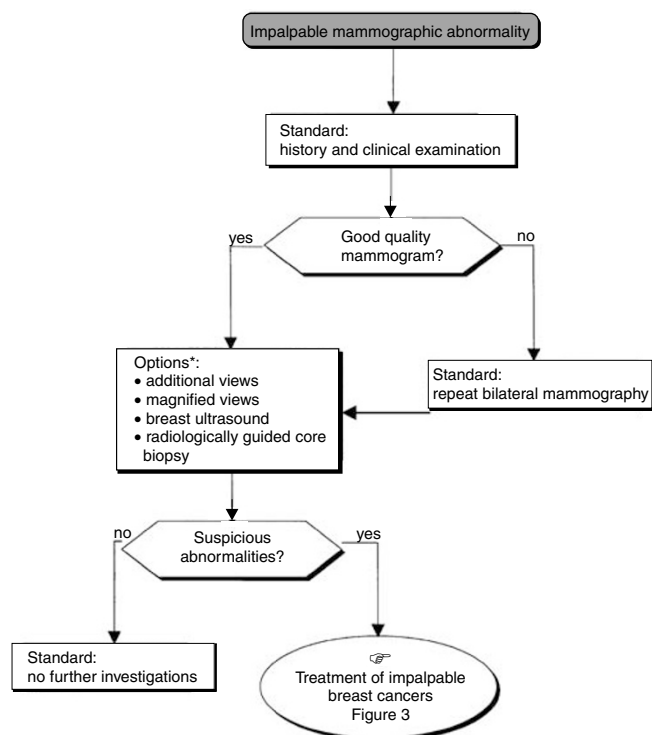 Impalpable mammographic abnormality
Standard:
history and clinical examination
Good quality
mammogram?
yes
no
Options*:
• additional views
• magnified views
• breast ultrasound
• radiologically guided core
biopsy
Standard:
repeat bilateral mammography
Suspicious
abnormalities?
no
yes
Standard:
no further investigations
☞
Treatment of impalpable
breast cancers
Figure 3